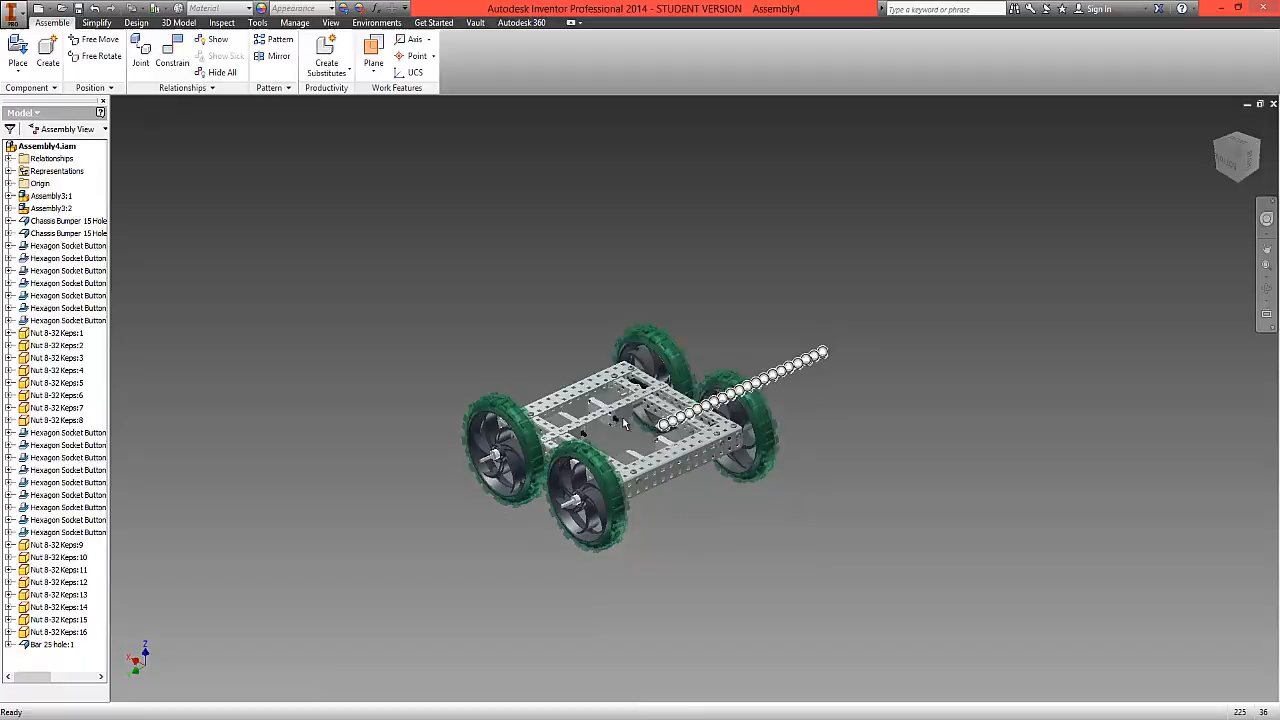 Material
Appearance
Autodesk Inventor Professional 2014 - STUDENT VERSION Assembly4
Type a keyword or phrase
Sign In
PRO
Assemble Simplify Design 3D Model Inspect Tools Manage View Environments Get Started Vault Autodesk 360
Place
Create
Free Move
Free Rotate
Joint
Constrain
Show
Show Sick
Hide All
Pattern
Mirror
Create
Substitutes
Plane
Axis
Point
UCS
Component
Position
Relationships
Pattern
Productivity
Work Features
Model
Assembly View
Assembly4.iam
Relationships
Representations
Origin
Assembly3:1
Assembly3:2
Chassis Bumper 15 Hole
Chassis Bumper 15 Hole
Hexagon Socket Button
Hexagon Socket Button
Hexagon Socket Button
Hexagon Socket Button
Hexagon Socket Button
Hexagon Socket Button
Hexagon Socket Button
Nut 8-32 Keps:1
Nut 8-32 Keps:2
Nut 8-32 Keps:3
Nut 8-32 Keps:4
Nut 8-32 Keps:5
Nut 8-32 Keps:6
Nut 8-32 Keps:7
Nut 8-32 Keps:8
Hexagon Socket Button
Hexagon Socket Button
Hexagon Socket Button
Hexagon Socket Button
Hexagon Socket Button
Hexagon Socket Button
Hexagon Socket Button
Hexagon Socket Button
Hexagon Socket Button
Nut 8-32 Keps:9
Nut 8-32 Keps:10
Nut 8-32 Keps:11
Nut 8-32 Keps:12
Nut 8-32 Keps:13
Nut 8-32 Keps:14
Nut 8-32 Keps:15
Nut 8-32 Keps:16
Bar 25 hole:1
Z
X
Ready
225 36